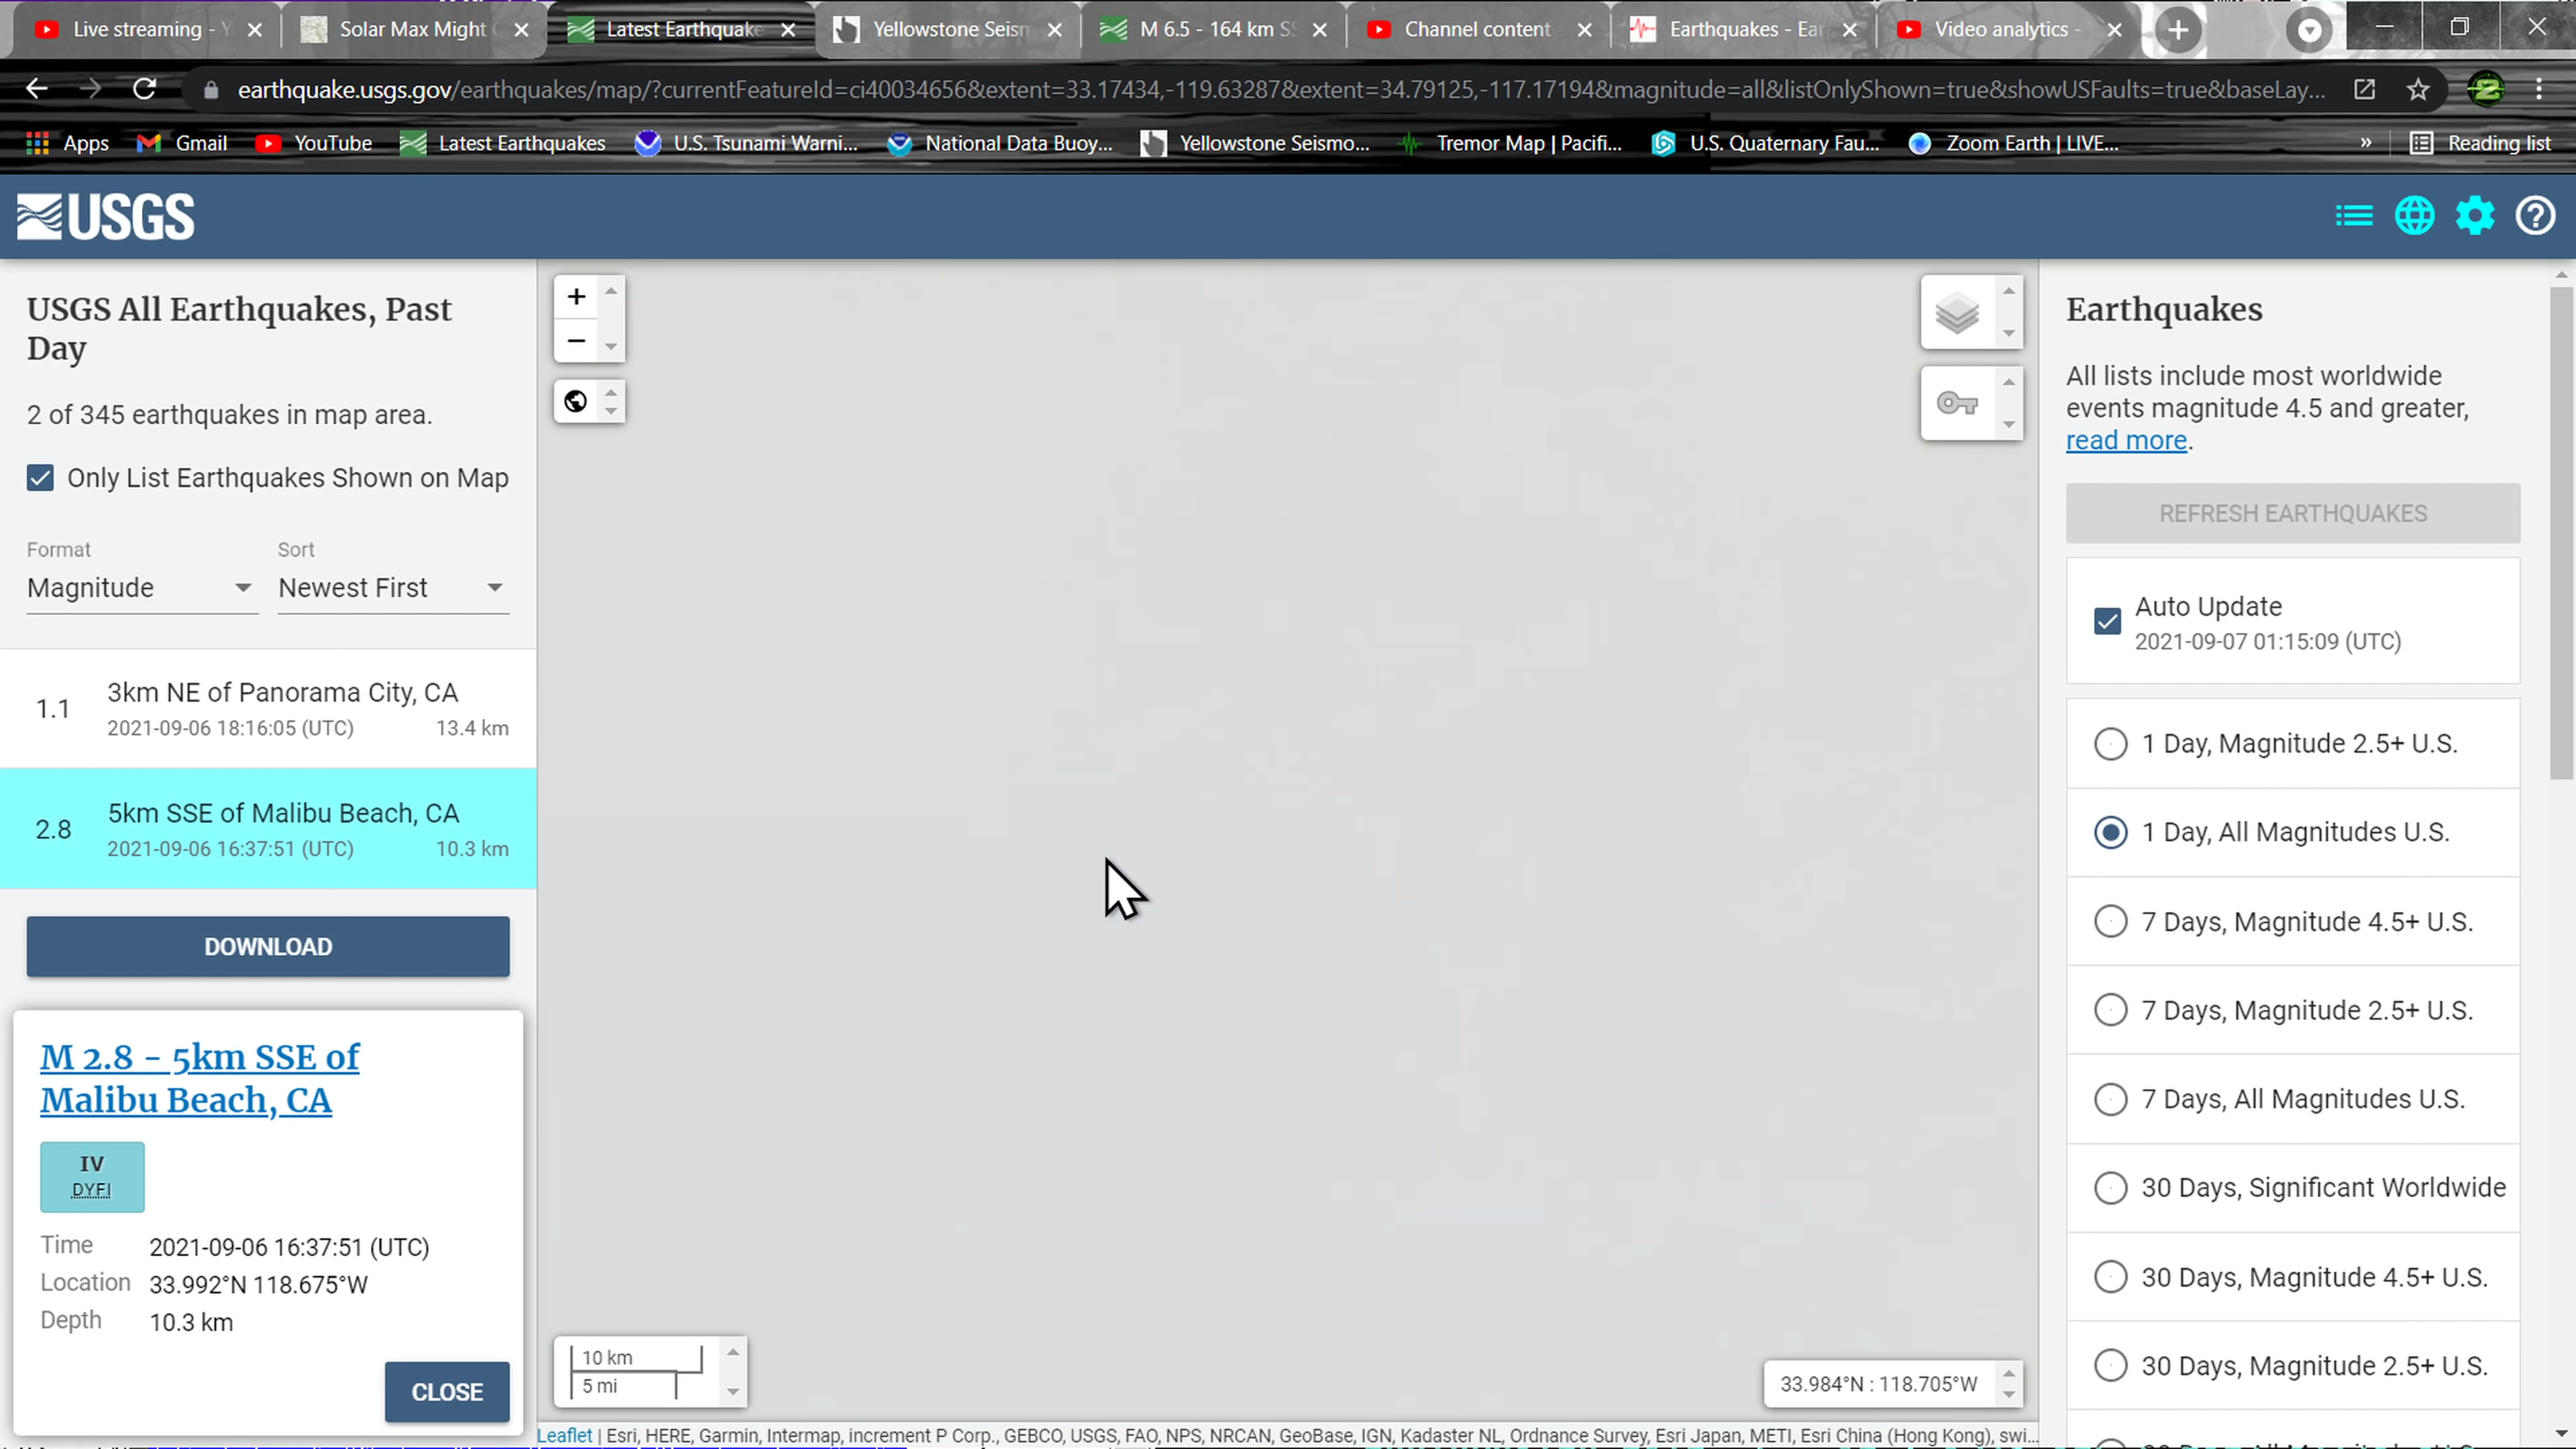 Live streaming - Y
Solar Max Might
Latest Earthquake
Yellowstone Seism
M 6.5 - 164 km SS
Channel content
Earthquakes - Ear
Video analytics -
earthquake.usgs.gov/earthquakes/map/?currentFeatureId=ci40034656&extent=33.17434,-119.63287&extent=34.79125,-117.17194&magnitude=all&listOnlyShown=true&showUSFaults=true&baseLay...
Apps
Gmail
YouTube
Latest Earthquakes
U.S. Tsunami Warni...
National Data Buoy...
Yellowstone Seismo...
Tremor Map | Pacifi...
U.S. Quaternary Fau...
Zoom Earth | LIVE...
»
Reading list
USGS
USGS All Earthquakes, Past
Day
2 of 345 earthquakes in map area.
Only List Earthquakes Shown on Map
Format
Sort
Magnitude
Newest First
1.1
3km NE of Panorama City, CA
2021-09-06 18:16:05 (UTC)
13.4 km
2.8
5km SSE of Malibu Beach, CA
2021-09-06 16:37:51 (UTC)
10.3 km
DOWNLOAD
M 2.8 - 5km SSE of
Malibu Beach, CA
IV
DYFI
Time 2021-09-06 16:37:51 (UTC)
Location 33.992°N 118.675°W
Depth 10.3 km
CLOSE
+
−
10 km
5 mi
33.984°N : 118.705°W
Leaflet | Esri, HERE, Garmin, Intermap, increment P Corp., GEBCO, USGS, FAO, NPS, NRCAN, GeoBase, IGN, Kadaster NL, Ordnance Survey, Esri Japan, METI, Esri China (Hong Kong), swi...
Earthquakes
All lists include most worldwide
events magnitude 4.5 and greater,
read more.
REFRESH EARTHQUAKES
Auto Update
2021-09-07 01:15:09 (UTC)
1 Day, Magnitude 2.5+ U.S.
1 Day, All Magnitudes U.S.
7 Days, Magnitude 4.5+ U.S.
7 Days, Magnitude 2.5+ U.S.
7 Days, All Magnitudes U.S.
30 Days, Significant Worldwide
30 Days, Magnitude 4.5+ U.S.
30 Days, Magnitude 2.5+ U.S.